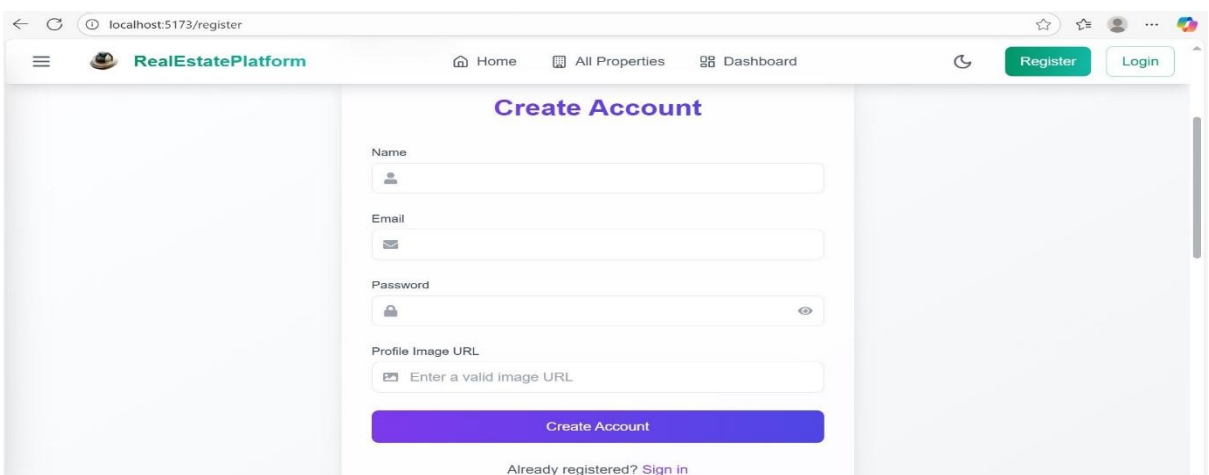 localhost:5173/register
RealEstatePlatform Home All Properties Dashboard Register Login
Create Account
Name
Email
Password
Profile Image URL
Enter a valid image URL
Create Account
Already registered? Sign in